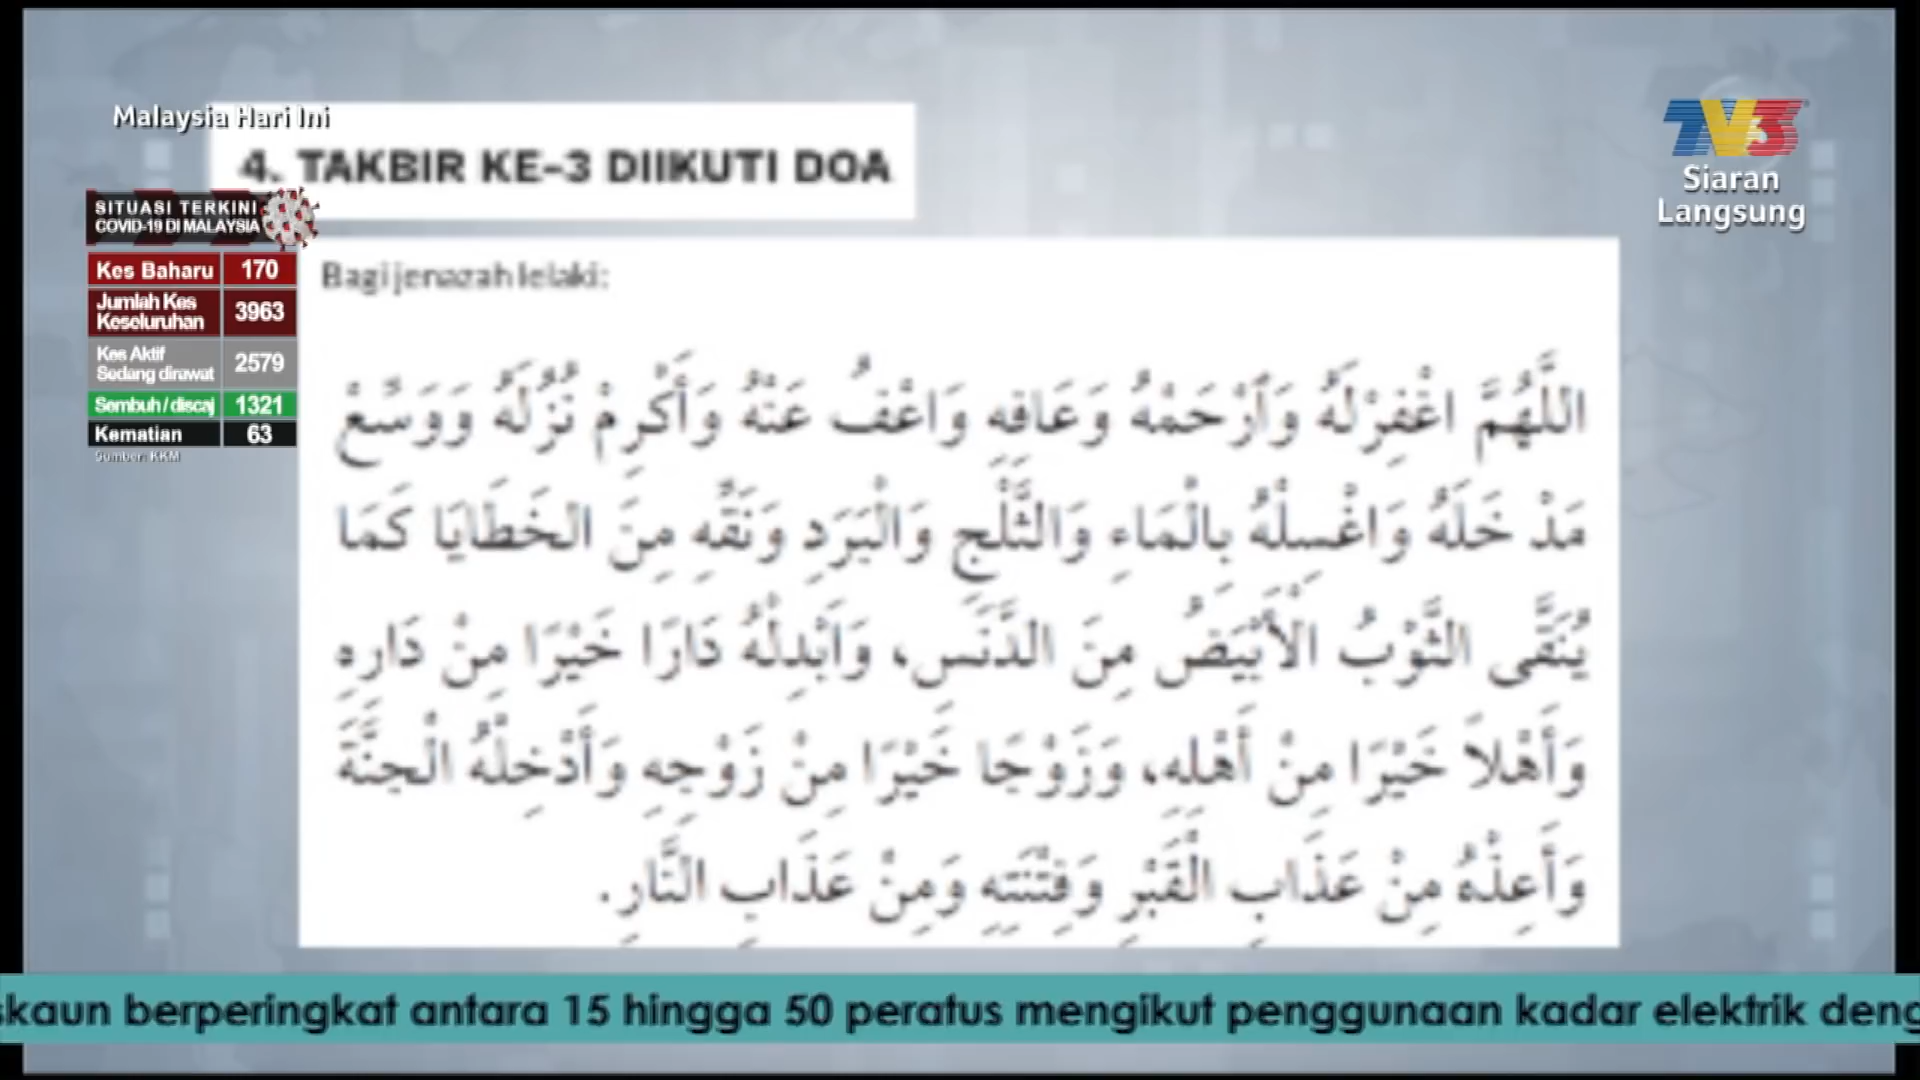 Malaysia Hari Ini
4. TAKBIR KE-3 DIIKUTI DOA
TV3
Siaran
Langsung
SITUASI TERKINI
COVID-19 DI MALAYSIA
Kes Baharu 170
Jumlah Kes
Keseluruhan 3963
Kes Aktif
Sedang dirawat 2579
Sembuh / discaj 1321
Kematian 63
Sumber: KKM
Bagi jenazah lelaki:
اللَّهُمَّ اغْفِرْلَهُ وَارْحَمْهُ وَعَافِهِ وَاعْفُ عَنْهُ وَأَكْرِمْ نُزُلَهُ وَوَسِّعْ
مَدْ خَلَهُ وَاغْسِلْهُ بِالْمَاءِ وَالثَّلْجِ وَالْبَرَدِ وَنَقِّهِ مِنَ الخَطَايَا كَمَا
يُنَقَّى الثَّوْبُ الْأَبْيَضُ مِنَ الدَّنَسِ، وَأَبْدِلْهُ دَارًا خَيْرًا مِنْ دَارِهِ
وَأَهْلاً خَيْرًا مِنْ أَهْلِهِ، وَزَوْجًا خَيْرًا مِنْ زَوْجِهِ وَأَدْخِلْهُ الْجَنَّةَ
وَأَعِذْهُ مِنْ عَذَابِ الْقَبْرِ وَفِتْنَتِهِ وَمِنْ عَذَابِ النَّارِ.
skaun berperingkat antara 15 hingga 50 peratus mengikut penggunaan kadar elektrik deng